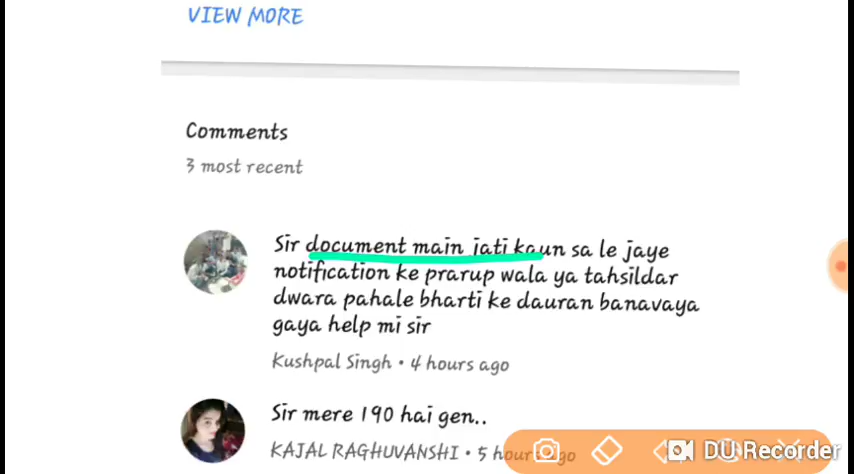 VIEW MORE
Comments
3 most recent
Sir document main jati kaun sa le jaye
notification ke prarup wala ya tahsildar
dwara pahale bharti ke dauran banavaya
gaya help mi sir
Kushpal Singh • 4 hours ago
Sir mere 190 hai gen..
KAJAL RAGHUVANSHI • 5 hours ago
DU Recorder